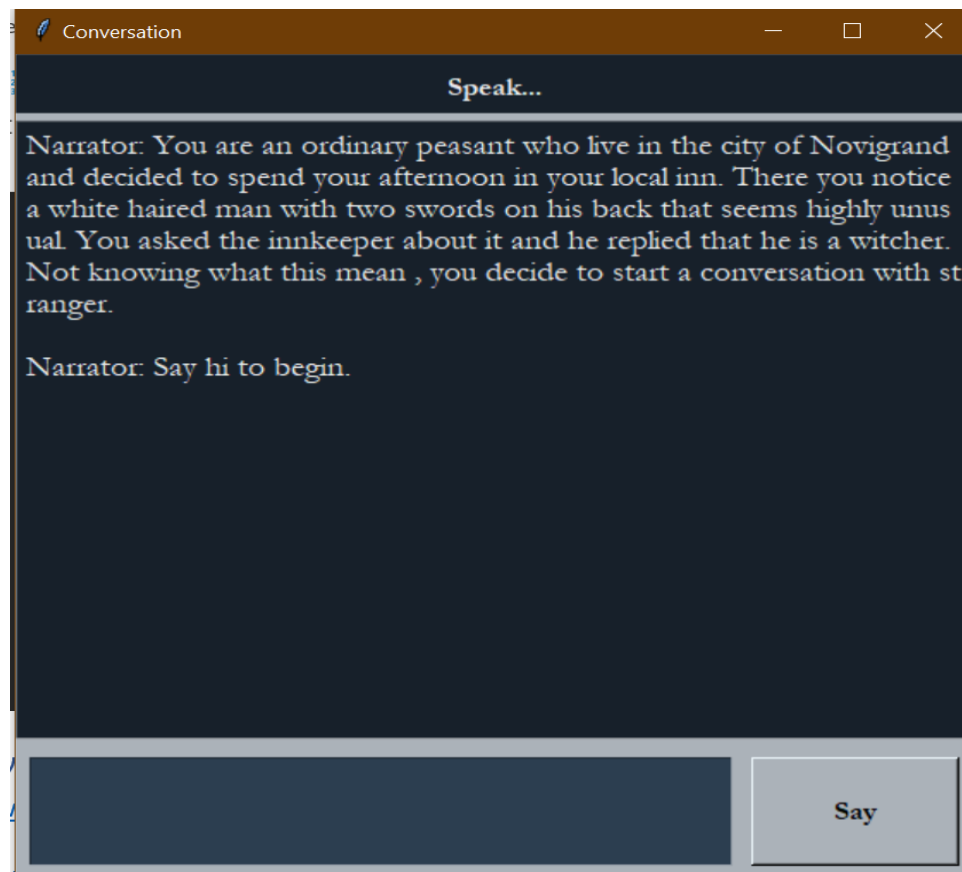 Conversation
Speak...
Narrator: You are an ordinary peasant who live in the city of Novigrand
and decided to spend your afternoon in your local inn. There you notice
a white haired man with two swords on his back that seems highly unus
ual. You asked the innkeeper about it and he replied that he is a witcher.
Not knowing what this mean , you decide to start a conversation with st
ranger.
Narrator: Say hi to begin.
Say